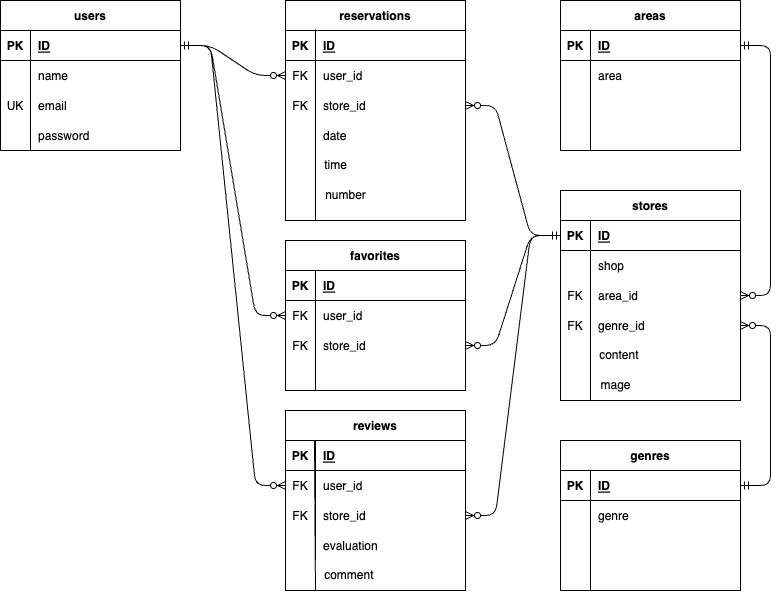 users
PK ID
name
UK email
password
reservations
PK ID
FK user_id
FK store_id
date
time
number
favorites
PK ID
FK user_id
FK store_id
reviews
PK ID
FK user_id
FK store_id
evaluation
comment
areas
PK ID
area
stores
PK ID
shop
FK area_id
FK genre_id
content
mage
genres
PK ID
genre